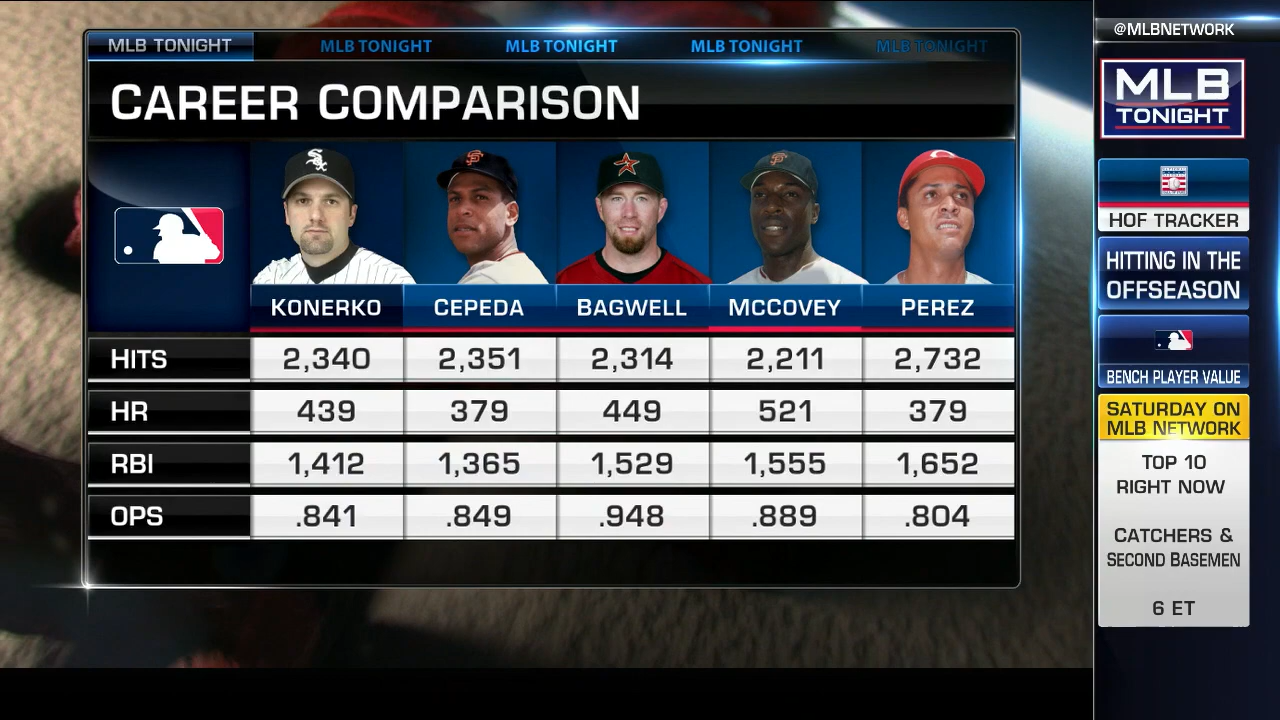 MLB TONIGHT MLB TONIGHT MLB TONIGHT MLB TONIGHT MLB TONIGHT
CAREER COMPARISON
KONERKO CEPEDA BAGWELL MCCOVEY PEREZ
HITS 2,340 2,351 2,314 2,211 2,732
HR 439 379 449 521 379
RBI 1,412 1,365 1,529 1,555 1,652
OPS .841 .849 .948 .889 .804
@MLBNETWORK
MLB
TONIGHT
HOF TRACKER
HITTING IN THE
OFFSEASON
BENCH PLAYER VALUE
SATURDAY ON
MLB NETWORK
TOP 10
RIGHT NOW
CATCHERS &
SECOND BASEMEN
6 ET